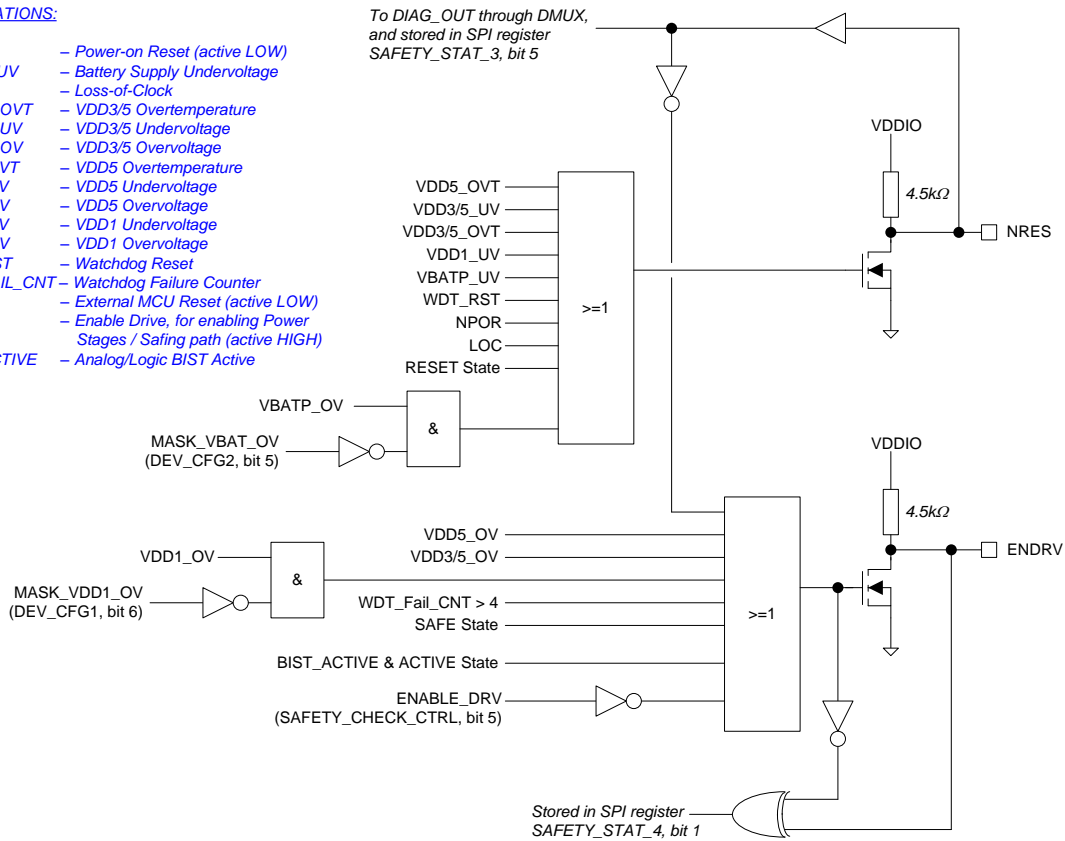 ATIONS:
– Power-on Reset (active LOW)
UV – Battery Supply Undervoltage
– Loss-of-Clock
OVT – VDD3/5 Overtemperature
UV – VDD3/5 Undervoltage
OV – VDD3/5 Overvoltage
VT – VDD5 Overtemperature
V – VDD5 Undervoltage
V – VDD5 Overvoltage
V – VDD1 Undervoltage
V – VDD1 Overvoltage
ST – Watchdog Reset
IL_CNT – Watchdog Failure Counter
– External MCU Reset (active LOW)
– Enable Drive, for enabling Power
Stages / Safing path (active HIGH)
CTIVE – Analog/Logic BIST Active
To DIAG_OUT through DMUX,
and stored in SPI register
SAFETY_STAT_3, bit 5
VDDIO
4.5kΩ
NRES
VDD5_OVT
VDD3/5_UV
VDD3/5_OVT
VDD1_UV
VBATP_UV
WDT_RST
NPOR
LOC
RESET State
>=1
VBATP_OV
MASK_VBAT_OV
(DEV_CFG2, bit 5)
&
VDDIO
4.5kΩ
ENDRV
VDD5_OV
VDD3/5_OV
VDD1_OV
MASK_VDD1_OV
(DEV_CFG1, bit 6)
&
WDT_Fail_CNT > 4
SAFE State
>=1
BIST_ACTIVE & ACTIVE State
ENABLE_DRV
(SAFETY_CHECK_CTRL, bit 5)
Stored in SPI register
SAFETY_STAT_4, bit 1